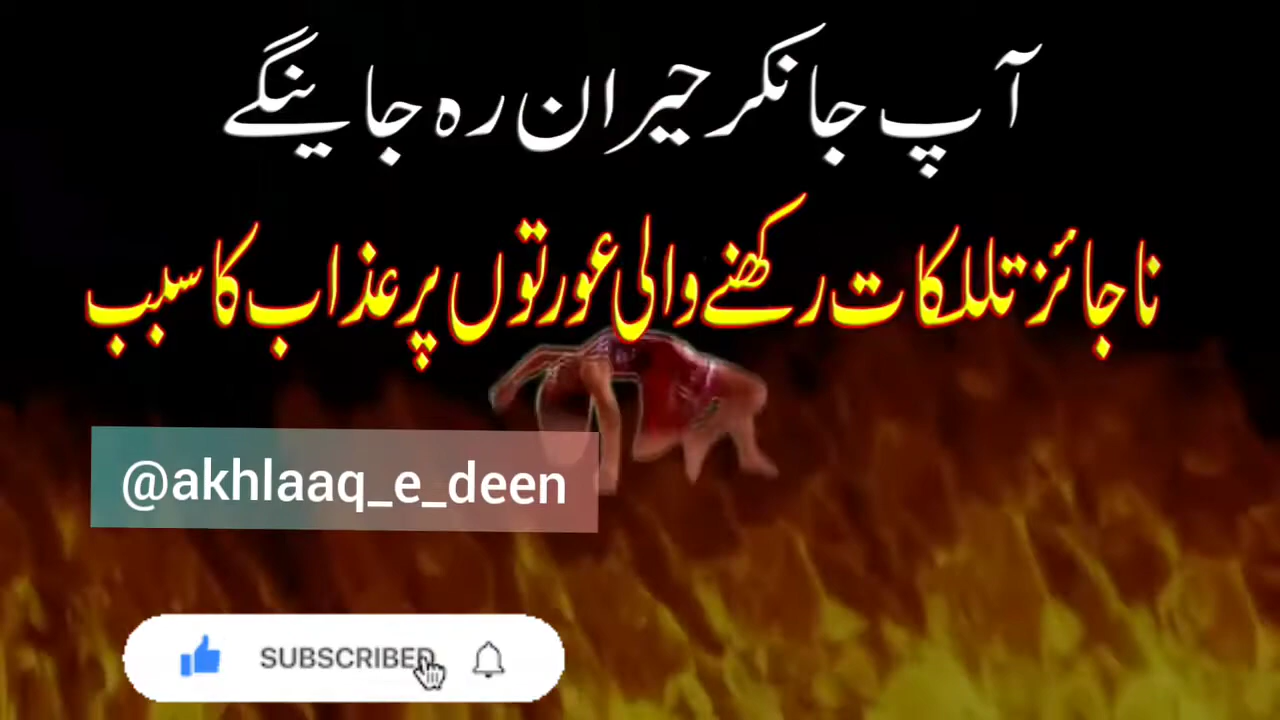 آپ جانکر حیران رہ جاینگے
ناجائز تللکات رکھنے والی عورتوں پر عذاب کا سبب
@akhlaaq_e_deen
SUBSCRIBED